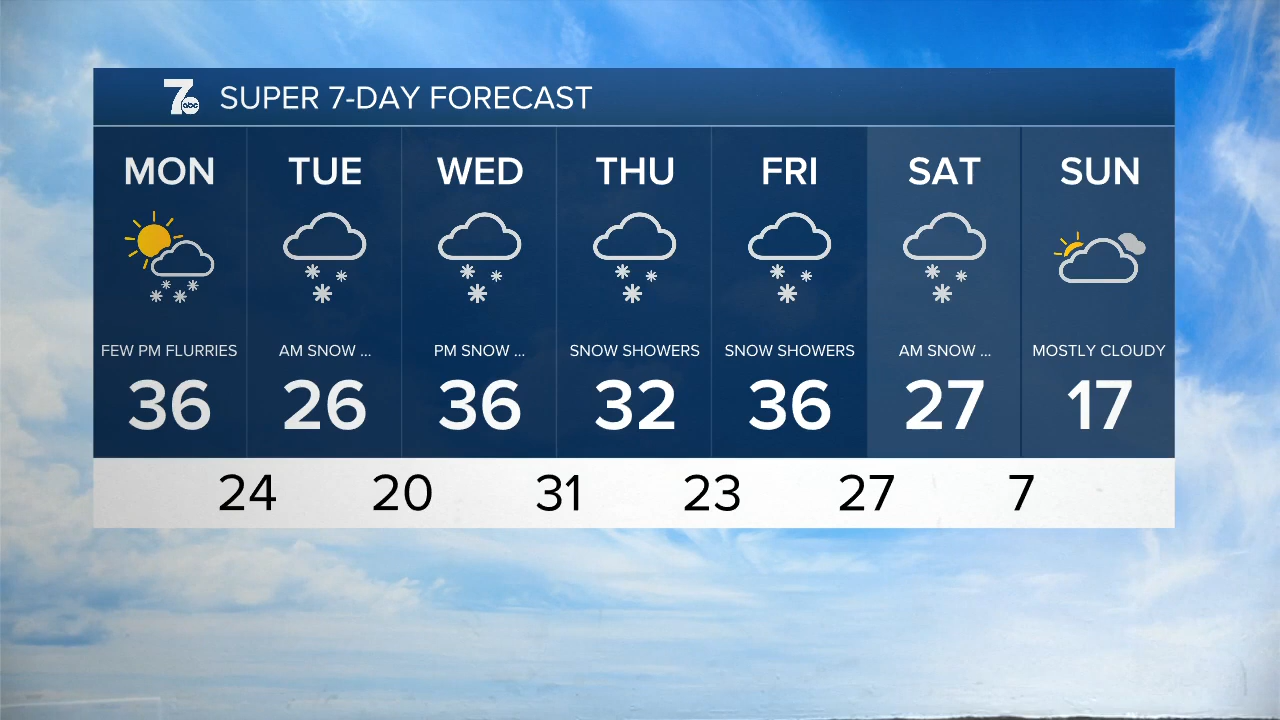 7 abc SUPER 7-DAY FORECAST
MON TUE WED THU FRI SAT SUN
FEW PM FLURRIES AM SNOW ... PM SNOW ... SNOW SHOWERS SNOW SHOWERS AM SNOW ... MOSTLY CLOUDY
36 26 36 32 36 27 17
24 20 31 23 27 7